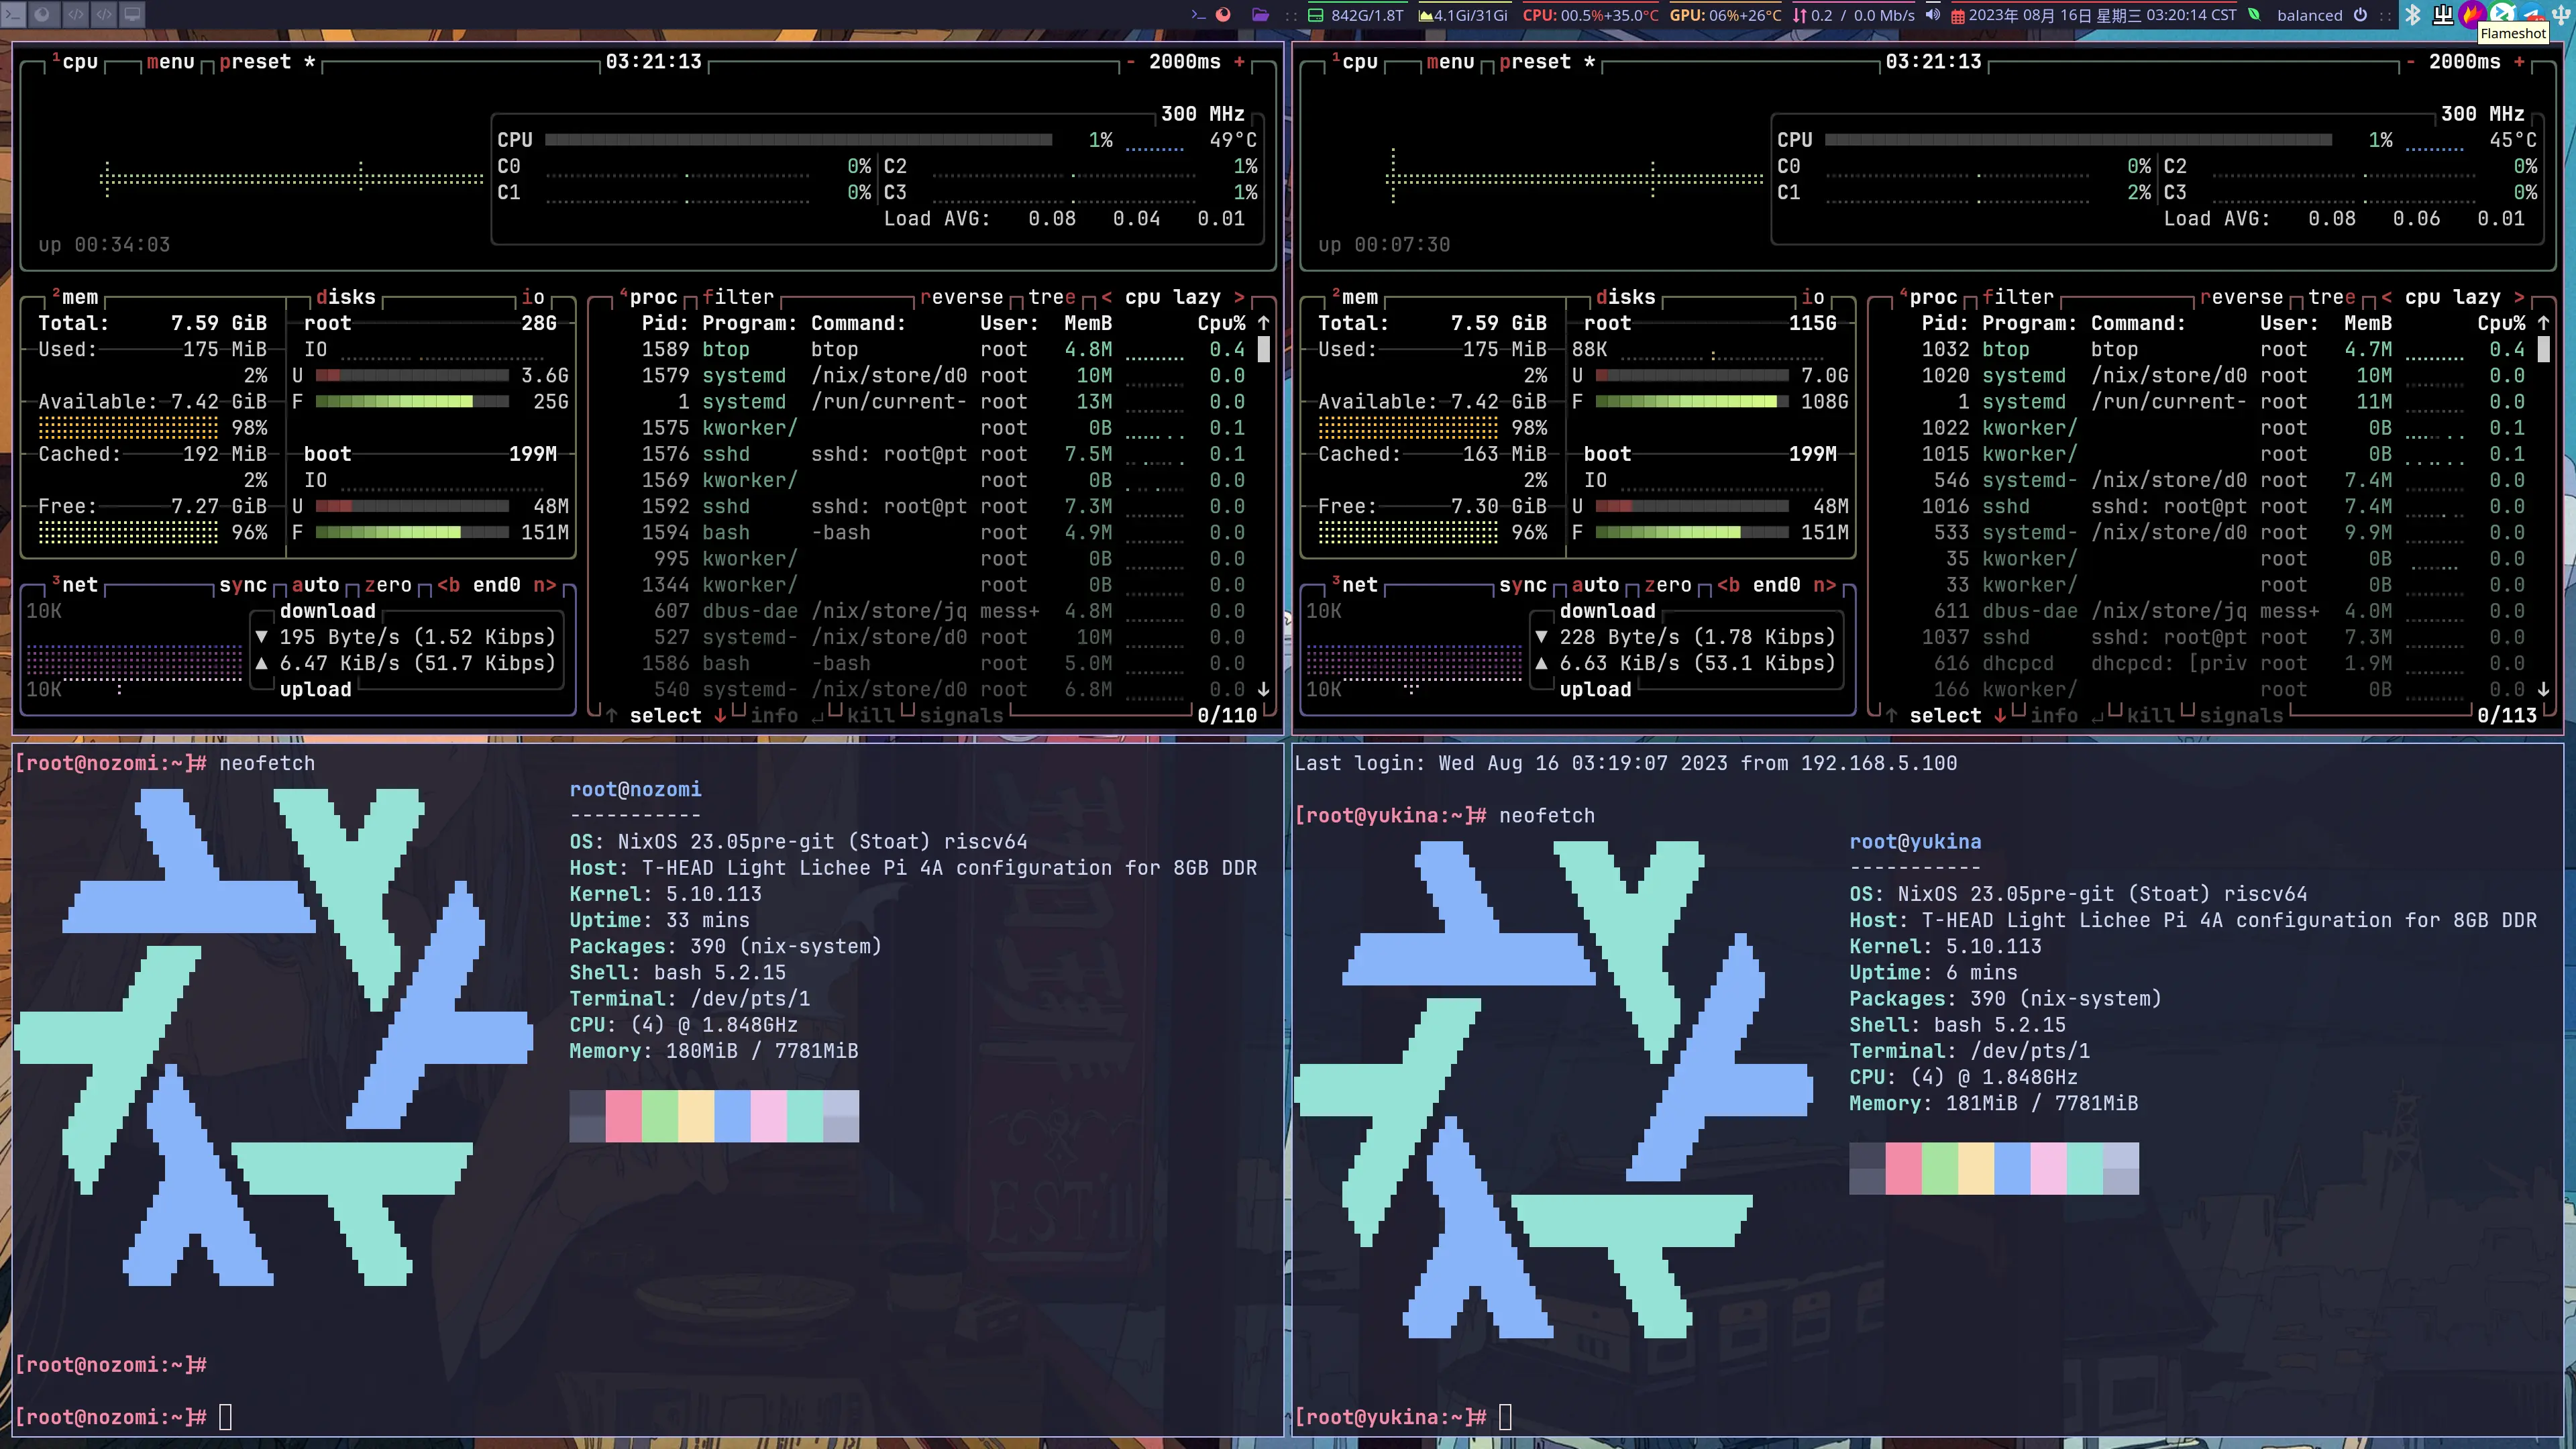 842G/1.8T 4.1Gi/31Gi CPU: 00.5%+35.0°C GPU: 06%+26°C 0.2 / 0.0 Mb/s 2023年 08月 16日 星期三 03:20:14 CST balanced
Flameshot
¹cpu menu preset * 03:21:13 - 2000ms +
300 MHz
CPU 1% 49°C
C0 0% C2 1%
C1 0% C3 1%
Load AVG: 0.08 0.04 0.01
up 00:34:03
²mem disks io
Total: 7.59 GiB root 28G
Used: 175 MiB IO
2% U 3.6G
Available: 7.42 GiB F 25G
98%
Cached: 192 MiB boot 199M
2% IO
Free: 7.27 GiB U 48M
96% F 151M
³net sync auto zero <b end0 n>
10K download
▼ 195 Byte/s (1.52 Kibps)
▲ 6.47 KiB/s (51.7 Kibps)
10K upload
⁴proc filter reverse tree < cpu lazy >
Pid: Program: Command: User: MemB Cpu% ↑
1589 btop btop root 4.8M 0.4
1579 systemd /nix/store/d0 root 10M 0.0
1 systemd /run/current- root 13M 0.0
1575 kworker/ root 0B 0.1
1576 sshd sshd: root@pt root 7.5M 0.1
1569 kworker/ root 0B 0.0
1592 sshd sshd: root@pt root 7.3M 0.0
1594 bash -bash root 4.9M 0.0
995 kworker/ root 0B 0.0
1344 kworker/ root 0B 0.0
607 dbus-dae /nix/store/jq mess+ 4.8M 0.0
527 systemd- /nix/store/d0 root 10M 0.0
1586 bash -bash root 5.0M 0.0
540 systemd- /nix/store/d0 root 6.8M 0.0 ↓
↑ select ↓ info ↵ kill signals 0/110
¹cpu menu preset * 03:21:13 - 2000ms +
300 MHz
CPU 1% 45°C
C0 0% C2 0%
C1 2% C3 0%
Load AVG: 0.08 0.06 0.01
up 00:07:30
²mem disks io
Total: 7.59 GiB root 115G
Used: 175 MiB 88K
2% U 7.0G
Available: 7.42 GiB F 108G
98%
Cached: 163 MiB boot 199M
2% IO
Free: 7.30 GiB U 48M
96% F 151M
³net sync auto zero <b end0 n>
10K download
▼ 228 Byte/s (1.78 Kibps)
▲ 6.63 KiB/s (53.1 Kibps)
10K upload
⁴proc filter reverse tree < cpu lazy >
Pid: Program: Command: User: MemB Cpu% ↑
1032 btop btop root 4.7M 0.4
1020 systemd /nix/store/d0 root 10M 0.0
1 systemd /run/current- root 11M 0.0
1022 kworker/ root 0B 0.1
1015 kworker/ root 0B 0.1
546 systemd- /nix/store/d0 root 7.4M 0.0
1016 sshd sshd: root@pt root 7.4M 0.0
533 systemd- /nix/store/d0 root 9.9M 0.0
35 kworker/ root 0B 0.0
33 kworker/ root 0B 0.0
611 dbus-dae /nix/store/jq mess+ 4.0M 0.0
1037 sshd sshd: root@pt root 7.3M 0.0
616 dhcpcd dhcpcd: [priv root 1.9M 0.0
166 kworker/ root 0B 0.0 ↓
↑ select ↓ info ↵ kill signals 0/113
[root@nozomi:~]# neofetch
root@nozomi
-----------
OS: NixOS 23.05pre-git (Stoat) riscv64
Host: T-HEAD Light Lichee Pi 4A configuration for 8GB DDR
Kernel: 5.10.113
Uptime: 33 mins
Packages: 390 (nix-system)
Shell: bash 5.2.15
Terminal: /dev/pts/1
CPU: (4) @ 1.848GHz
Memory: 180MiB / 7781MiB
[root@nozomi:~]#
[root@nozomi:~]#
Last login: Wed Aug 16 03:19:07 2023 from 192.168.5.100
[root@yukina:~]# neofetch
root@yukina
-----------
OS: NixOS 23.05pre-git (Stoat) riscv64
Host: T-HEAD Light Lichee Pi 4A configuration for 8GB DDR
Kernel: 5.10.113
Uptime: 6 mins
Packages: 390 (nix-system)
Shell: bash 5.2.15
Terminal: /dev/pts/1
CPU: (4) @ 1.848GHz
Memory: 181MiB / 7781MiB
[root@yukina:~]#